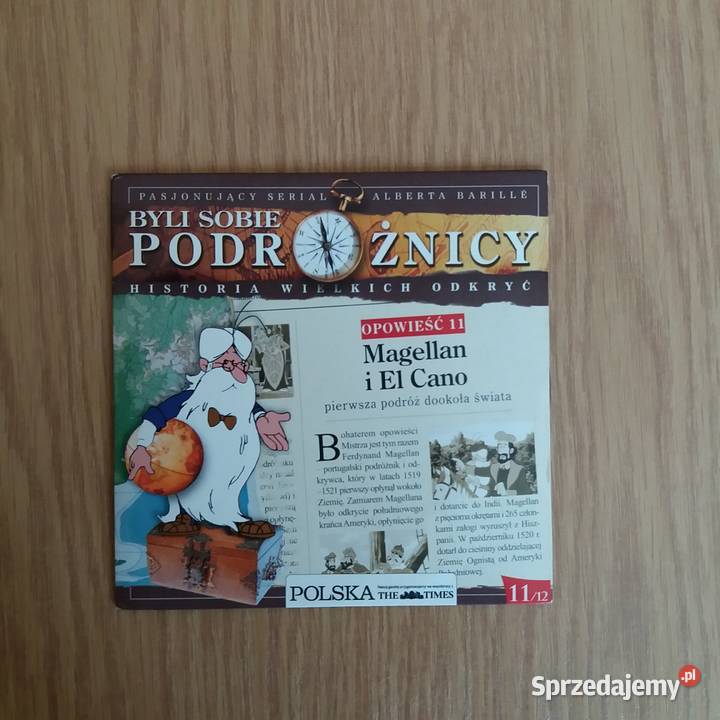 PASJONUJĄCY SERIAL ALBERTA BARILLÉ
BYLI SOBIE
PODR ŻNICY
HISTORIA WIELKICH ODKRYĆ
OPOWIEŚĆ 11
Magellan
i El Cano
pierwsza podróż dookoła świata
Bohaterem opowieści
Mistrza jest tym razem
Ferdynand Magellan
portugalski podróżnik i od-
krywca, który w latach 1519
-1521 pierwszy opłynął wokoło
Ziemię. Zamiarem Magellana
było odkrycie południowego
krańca Ameryki, opłynięcie go
i dotarcie do Indii. Magellan
z pięcioma okrętami i 265 człon-
kami załogi wyruszył z Hisz-
panii. W październiku 1520 r.
dotarł do cieśniny oddzielającej
Ziemię Ognistą od Ameryki
Południowej.
POLSKA
THE TIMES
11/12
Sprzedajemy.pl